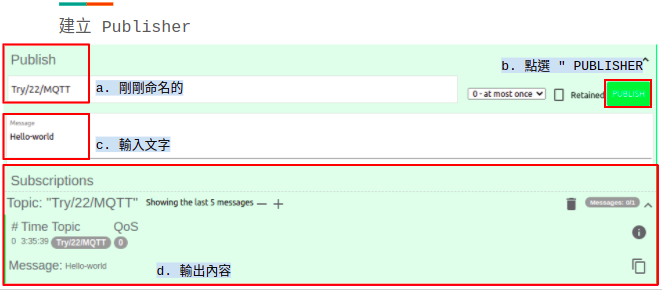 建立 Publisher
Publish
b. 點選 " PUBLISHER
Try/22/MQTT
a. 剛剛命名的
0 - at most once
Retained
PUBLISH
Message
Hello-world
c. 輸入文字
Subscriptions
Topic: "Try/22/MQTT" Showing the last 5 messages
Messages: 0/1
# Time Topic QoS
0 3:35:39 Try/22/MQTT 0
Message: Hello-world
d. 輸出內容